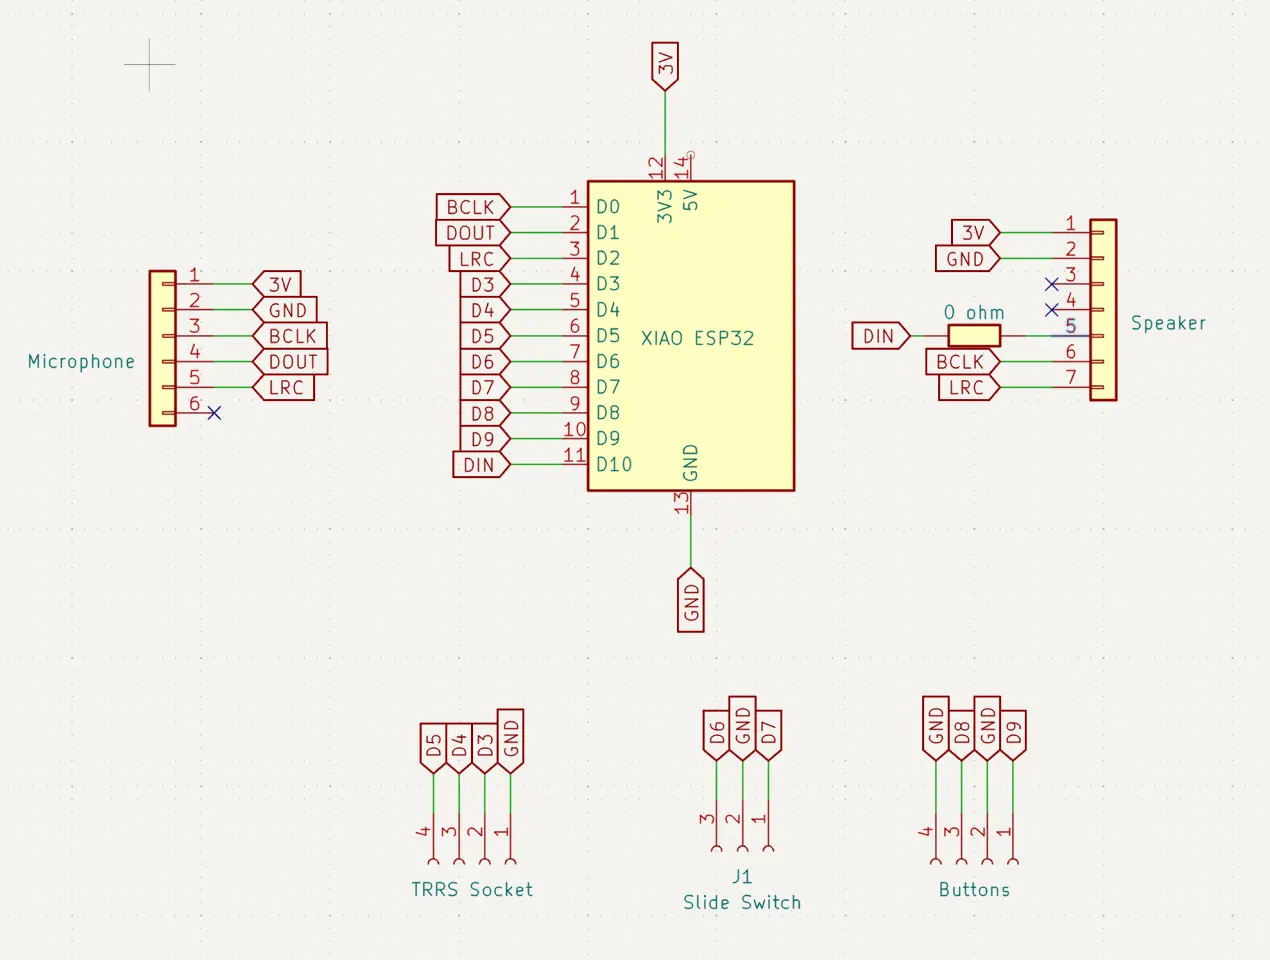 3V
12
14
3V3
5V
BCLK 1 D0
DOUT 2 D1
LRC 3 D2
D3 4 D3
D4 5 D4
D5 6 D5
D6 7 D6
D7 8 D7
D8 9 D8
D9 10 D9
DIN 11 D10
XIAO ESP32
GND
13
GND
Microphone
1 3V
2 GND
3 BCLK
4 DOUT
5 LRC
6
3V 1
GND 2
3
4
0 ohm
DIN 5
BCLK 6
LRC 7
Speaker
D5 D4 D3 GND
4 3 2 1
TRRS Socket
D6 GND D7
3 2 1
J1
Slide Switch
GND D8 GND D9
4 3 2 1
Buttons